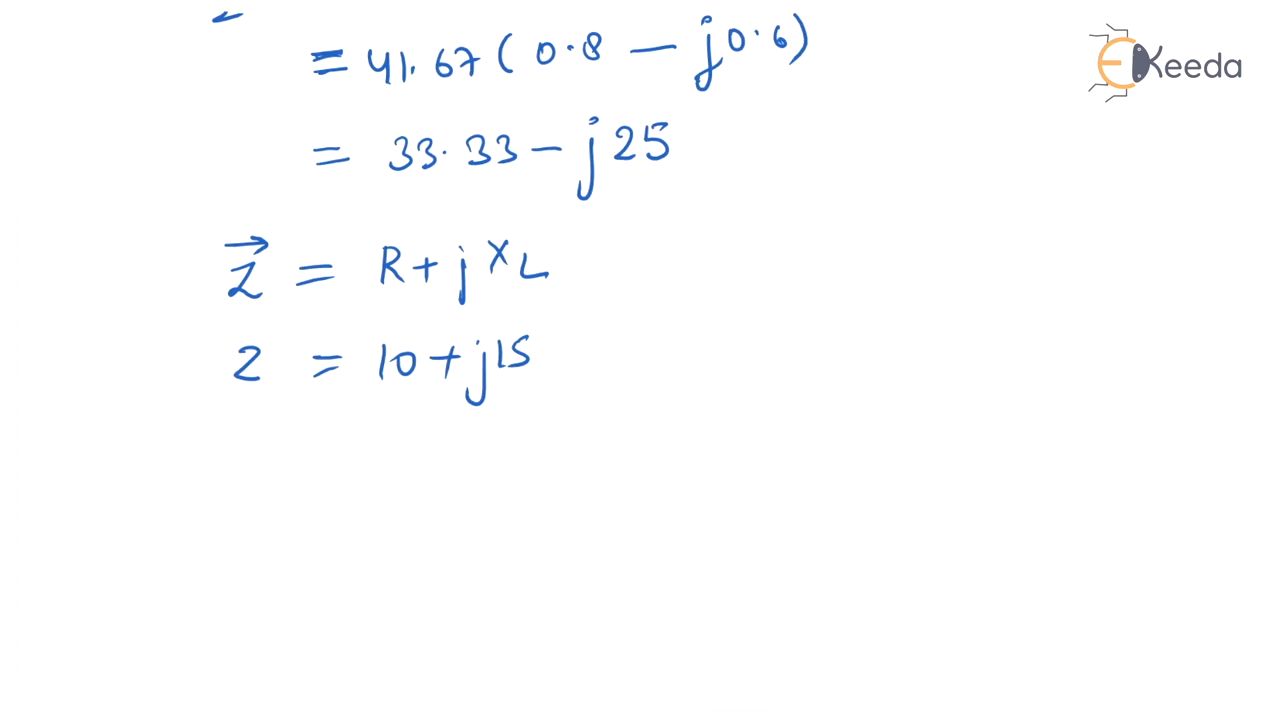 = 41.67 (0.8 - j0.6)
EKeeda
= 33.33 - j25
Z = R + jXL
Z = 10 + j15